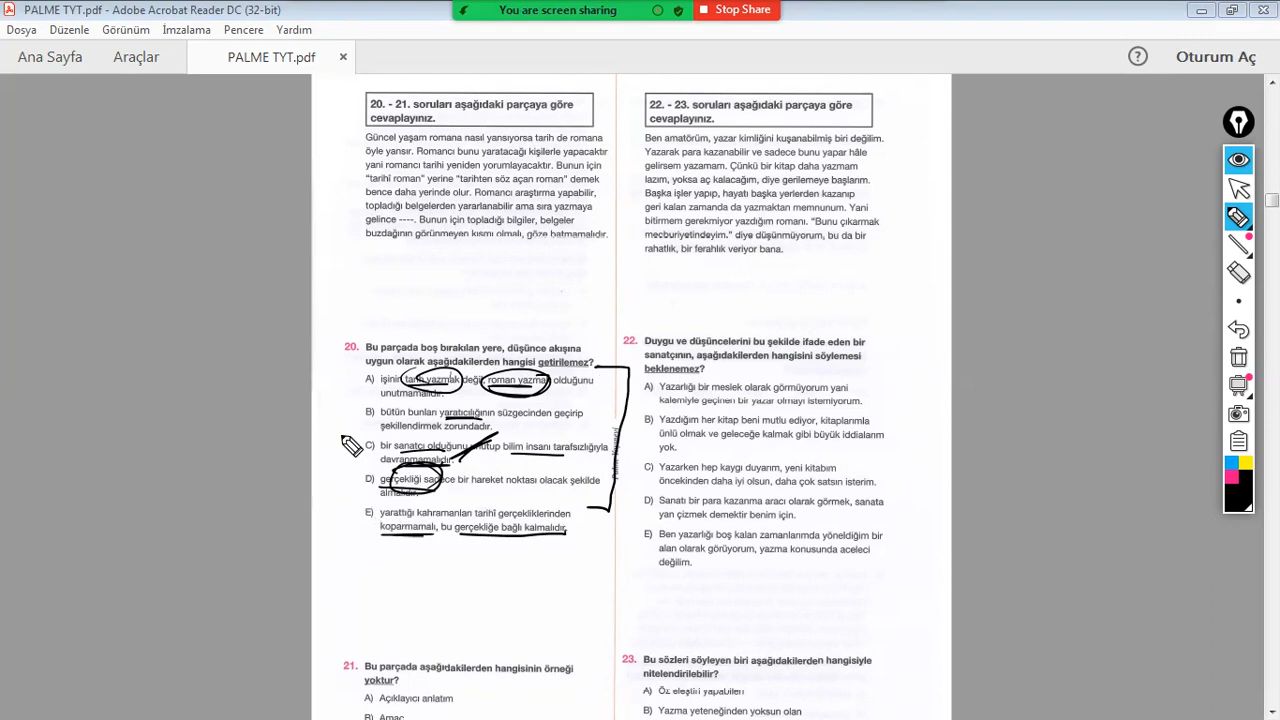 PALME TYT.pdf - Adobe Acrobat Reader DC (32-bit)
You are screen sharing
Stop Share
Dosya Düzenle Görünüm İmzalama Pencere Yardım
Ana Sayfa Araçlar PALME TYT.pdf Oturum Aç
20. - 21. soruları aşağıdaki parçaya göre
cevaplayınız.
Güncel yaşam romana nasıl yansıyorsa tarih de romana
öyle yansır. Romancı bunu yaratacağı kişilerle yapacaktır
yani romancı tarihi yeniden yorumlayacaktır. Bunun için
"tarihî roman" yerine "tarihten söz açan roman" demek
bence daha yerinde olur. Romancı araştırma yapabilir,
topladığı belgelerden yararlanabilir ama sıra yazmaya
gelince ----. Bunun için topladığı bilgiler, belgeler
buzdağının görünmeyen kısmı olmalı, göze batmamalıdır.
20. Bu parçada boş bırakılan yere, düşünce akışına
uygun olarak aşağıdakilerden hangisi getirilemez?
A) işinin tarih yazmak değil, roman yazmak olduğunu
unutmamalıdır.
B) bütün bunları yaratıcılığının süzgecinden geçirip
şekillendirmek zorundadır.
C) bir sanatçı olduğunu unutup bilim insanı tarafsızlığıyla
davranmamalıdır.
D) gerçekliği sadece bir hareket noktası olacak şekilde
almalıdır.
E) yarattığı kahramanları tarihî gerçekliklerinden
koparmamalı, bu gerçekliğe bağlı kalmalıdır.
21. Bu parçada aşağıdakilerden hangisinin örneği
yoktur?
A) Açıklayıcı anlatım
B) Amaç
Palme Yayınevi
22. - 23. soruları aşağıdaki parçaya göre
cevaplayınız.
Ben amatörüm, yazar kimliğini kuşanabilmiş biri değilim.
Yazarak para kazanabilir ve sadece bunu yapar hâle
gelirsem yazamam. Çünkü bir kitap daha yazmam
lazım, yoksa aç kalacağım, diye gerilemeye başlarım.
Başka işler yapıp, hayatı başka yerlerden kazanıp
geri kalan zamanda da yazmaktan memnunum. Yani
bitirmem gerekmiyor yazdığım romanı. "Bunu çıkarmak
mecburiyetindeyim." diye düşünmüyorum, bu da bir
rahatlık, bir ferahlık veriyor bana.
22. Duygu ve düşüncelerini bu şekilde ifade eden bir
sanatçının, aşağıdakilerden hangisini söylemesi
beklenemez?
A) Yazarlığı bir meslek olarak görmüyorum yani
kalemiyle geçinen bir yazar olmayı istemiyorum.
B) Yazdığım her kitap beni mutlu ediyor, kitaplarımla
ünlü olmak ve geleceğe kalmak gibi büyük iddialarım
yok.
C) Yazarken hep kaygı duyarım, yeni kitabım
öncekinden daha iyi olsun, daha çok satsın isterim.
D) Sanatı bir para kazanma aracı olarak görmek, sanata
yan çizmek demektir benim için.
E) Ben yazarlığı boş kalan zamanlarımda yöneldiğim bir
alan olarak görüyorum, yazma konusunda aceleci
değilim.
23. Bu sözleri söyleyen biri aşağıdakilerden hangisiyle
nitelendirilebilir?
A) Öz eleştiri yapabilen
B) Yazma yeteneğinden yoksun olan